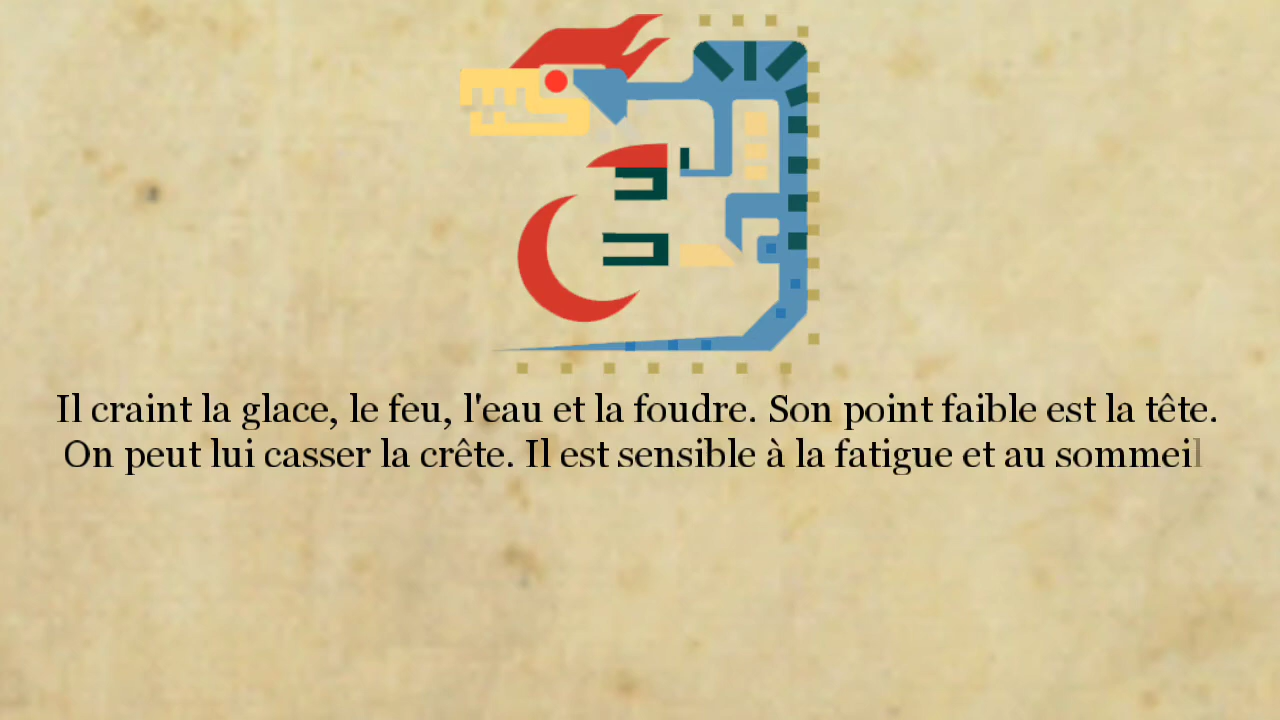 Il craint la glace, le feu, l'eau et la foudre. Son point faible est la tête.
On peut lui casser la crête. Il est sensible à la fatigue et au sommeil